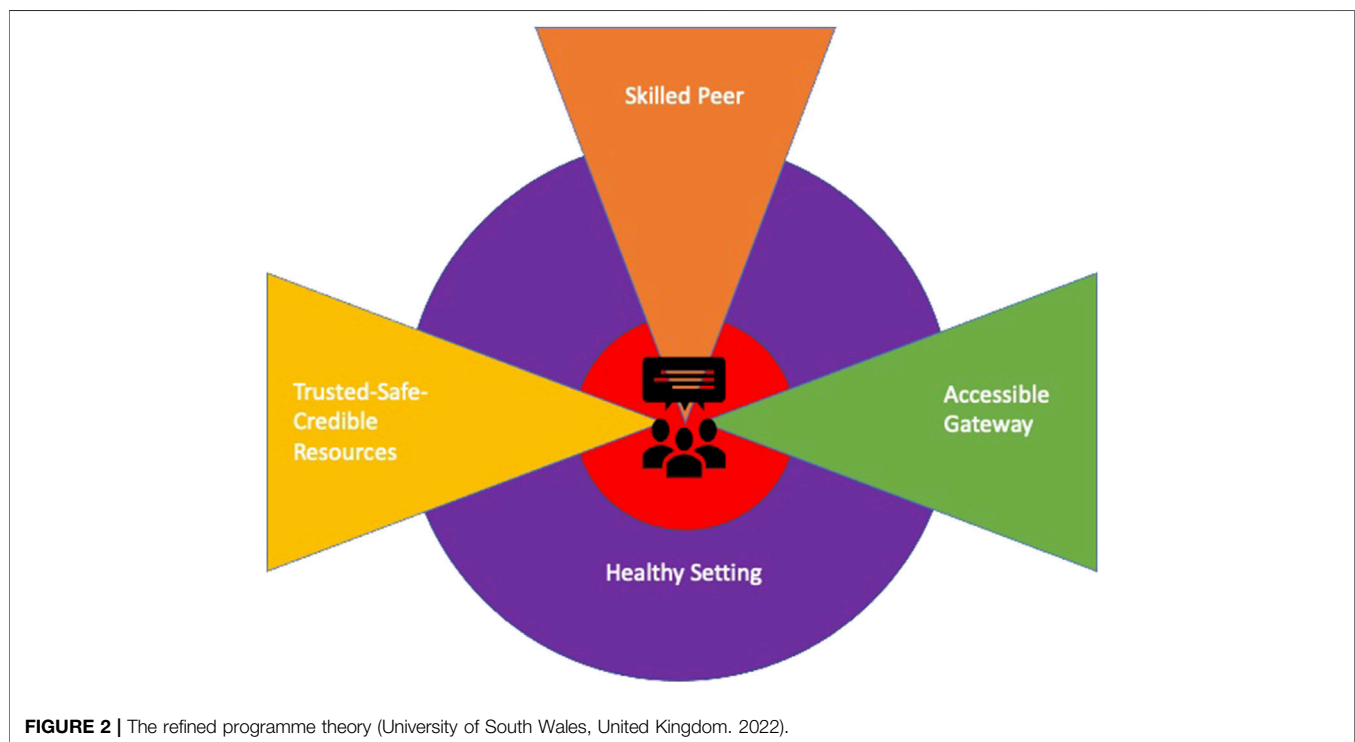 Skilled Peer
Trusted-Safe-
Credible
Resources
Accessible
Gateway
Healthy Setting
FIGURE 2 | The refined programme theory (University of South Wales, United Kingdom. 2022).